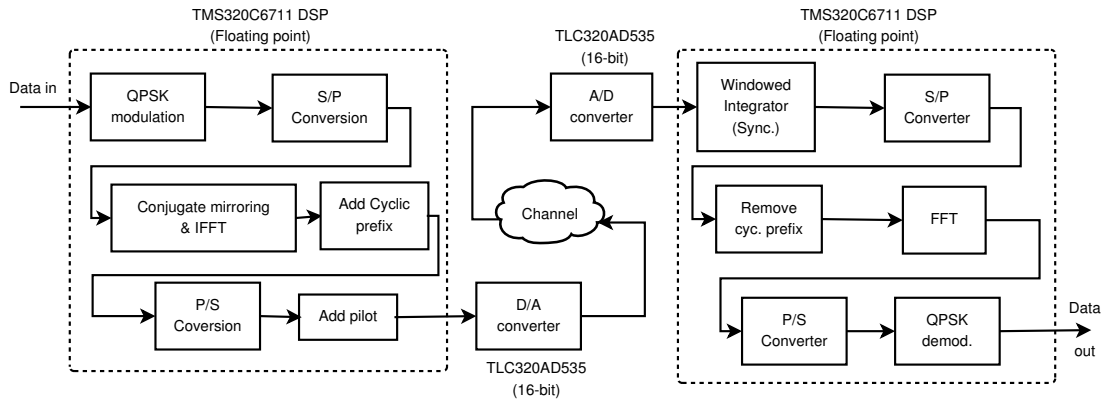 TMS320C6711 DSP
(Floating point)
Data in
QPSK
modulation
S/P
Conversion
Conjugate mirroring
& IFFT
Add Cyclic
prefix
P/S
Coversion
Add pilot
D/A
converter
TLC320AD535
(16-bit)
Channel
TLC320AD535
(16-bit)
A/D
converter
TMS320C6711 DSP
(Floating point)
Windowed
Integrator
(Sync.)
S/P
Converter
Remove
cyc. prefix
FFT
P/S
Converter
QPSK
demod.
Data
out